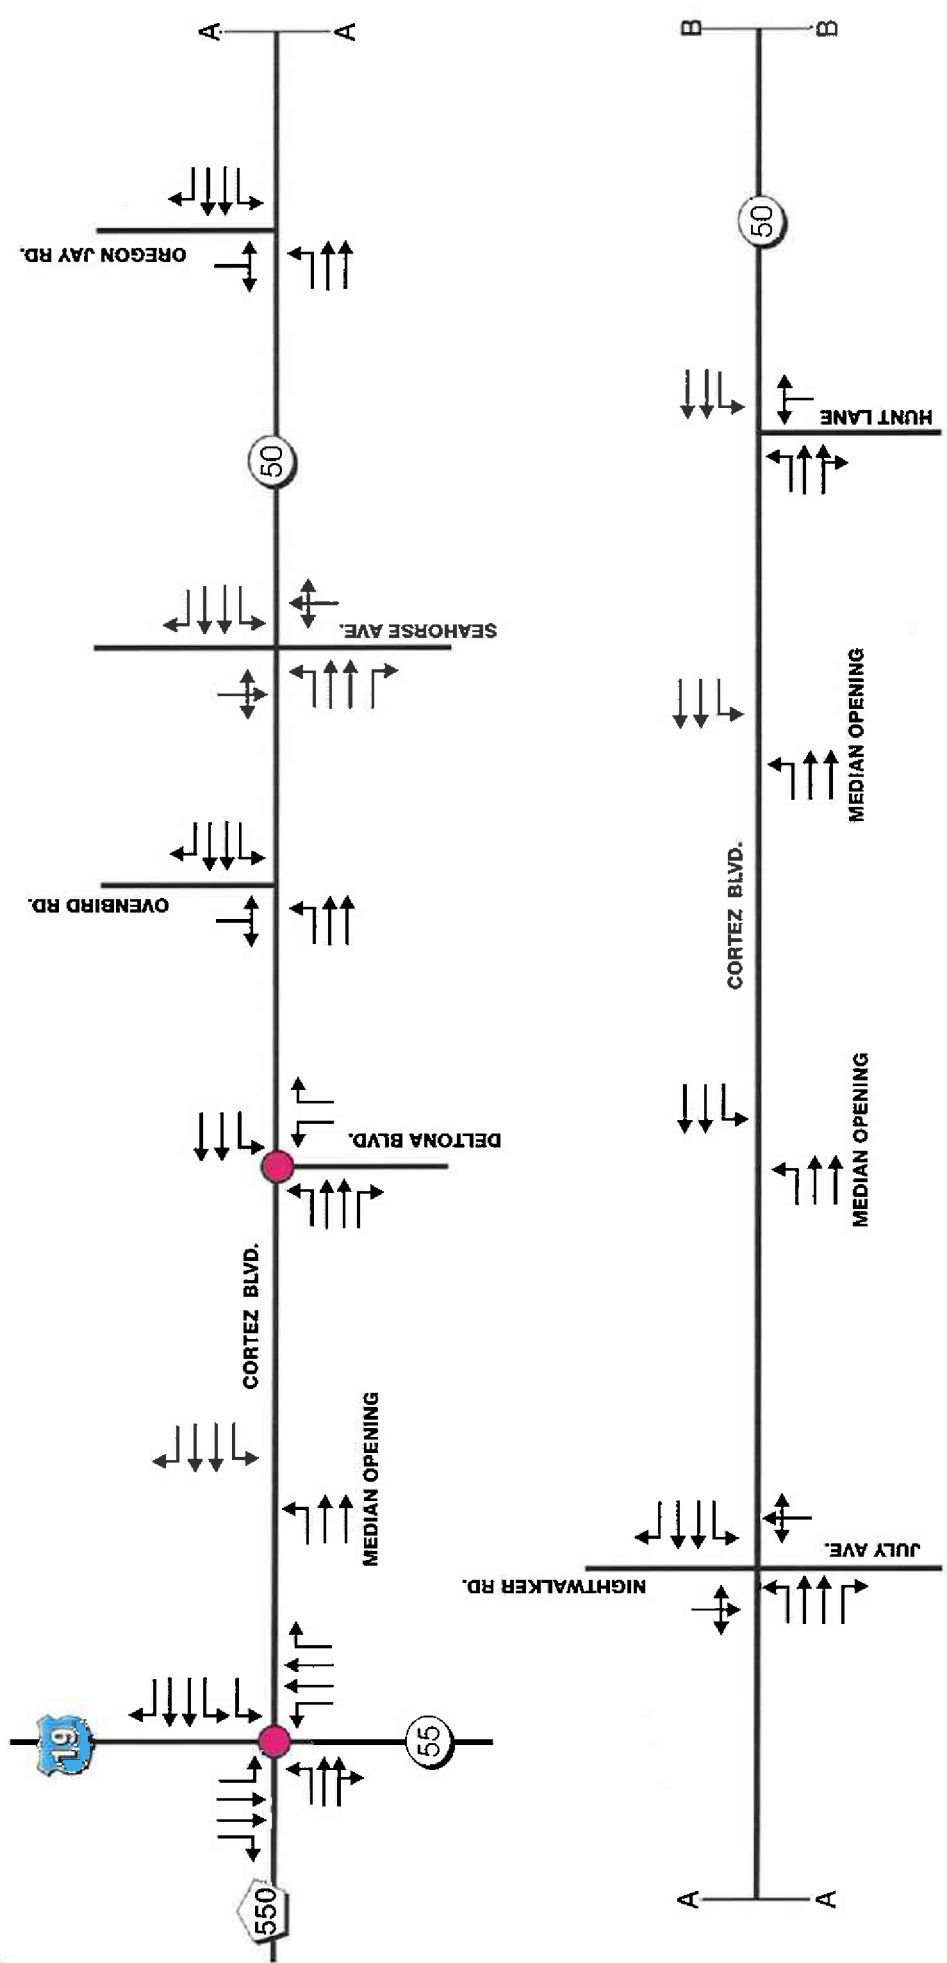 A
A
OREGON JAY RD.
50
SEAHORSE AVE.
OVENBIRD RD.
DELTONA BLVD.
CORTEZ BLVD.
MEDIAN OPENING
19
55
550
B
B
50
HUNT LANE
MEDIAN OPENING
CORTEZ BLVD.
MEDIAN OPENING
JULY AVE.
NIGHTWALKER RD.
A
A